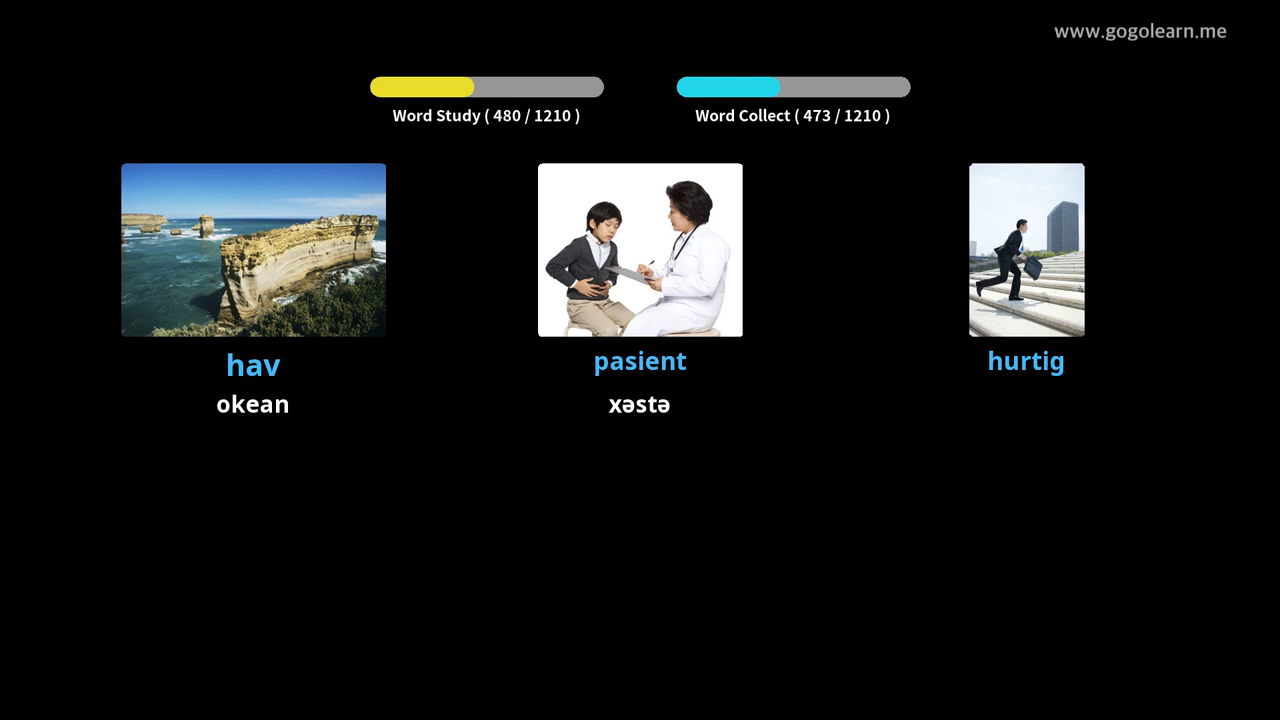 www.gogolearn.me
Word Study ( 480 / 1210 )
Word Collect ( 473 / 1210 )
hav
okean
pasient
xəstə
hurtig